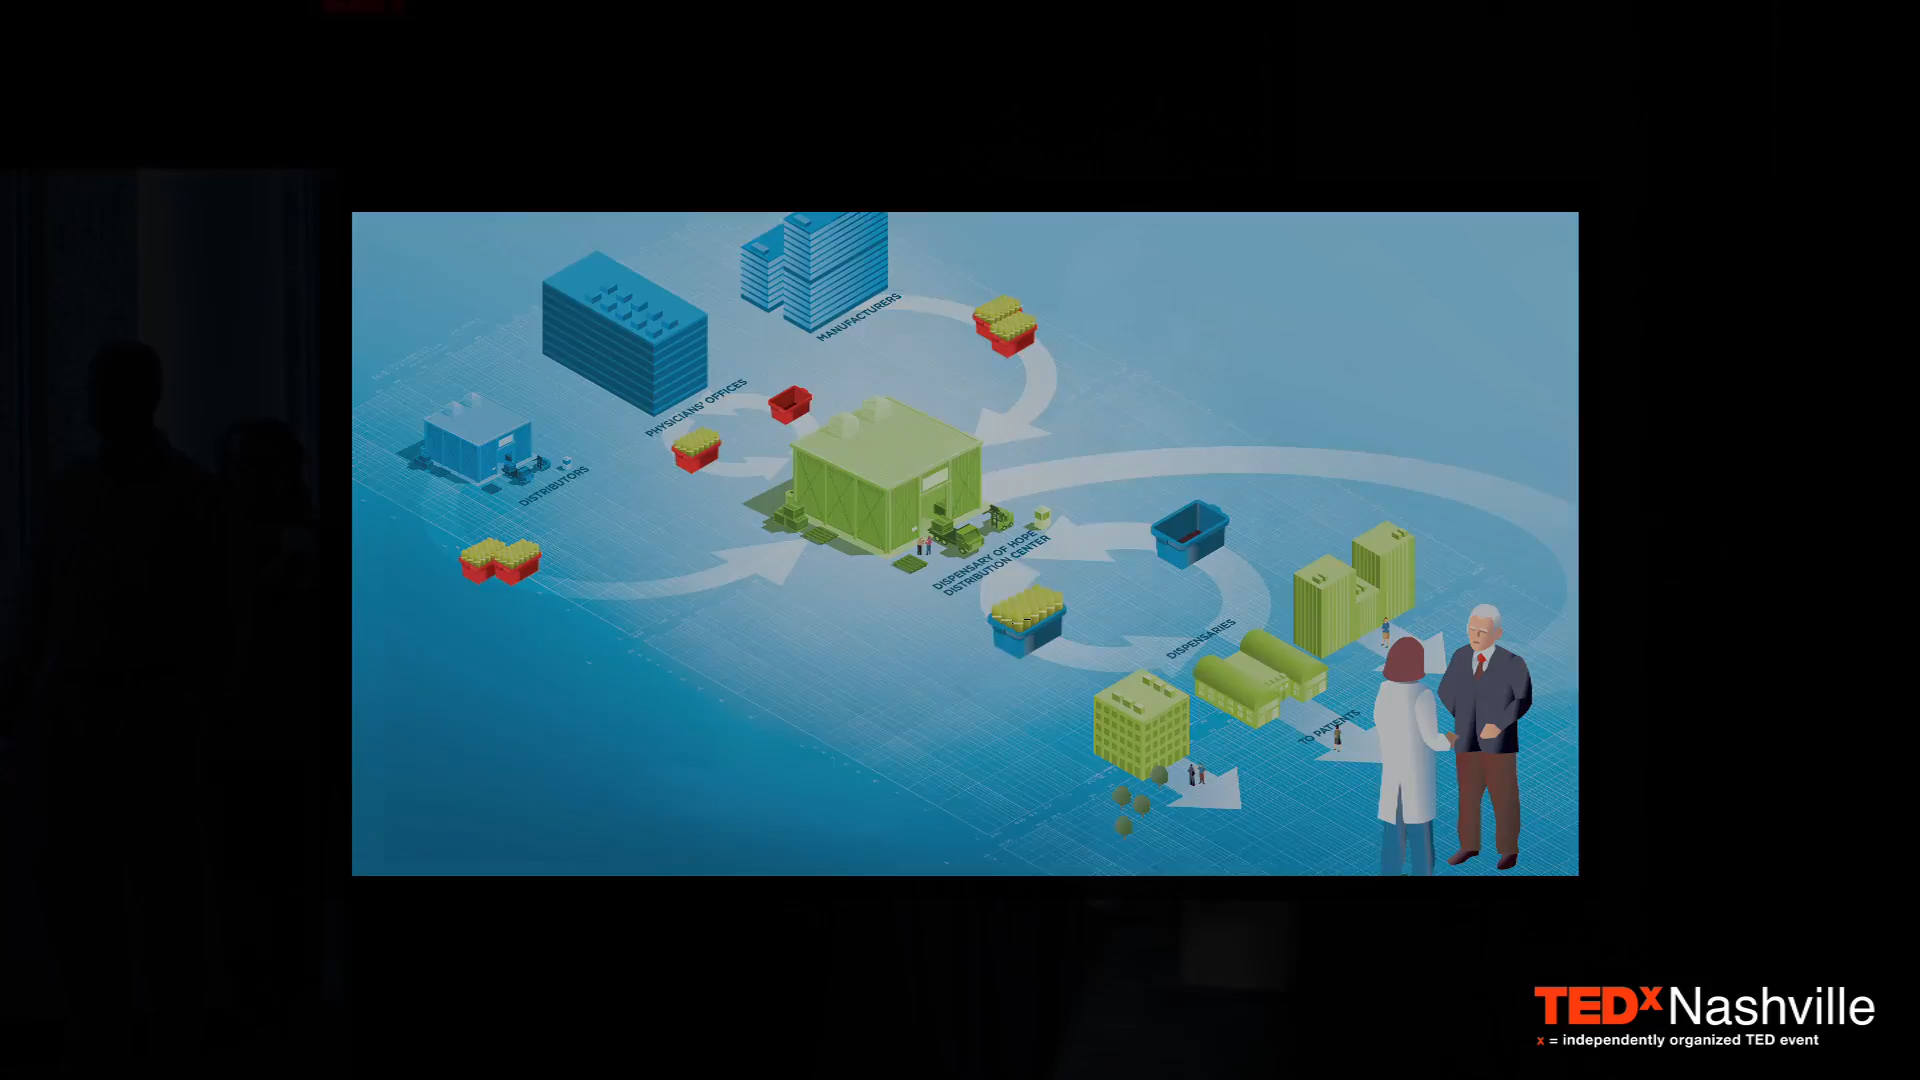 MANUFACTURERS
PHYSICIANS' OFFICES
DISTRIBUTORS
DISPENSARY OF HOPE
DISTRIBUTION CENTER
DISPENSARIES
TO PATIENTS
TEDxNashville
x = independently organized TED event